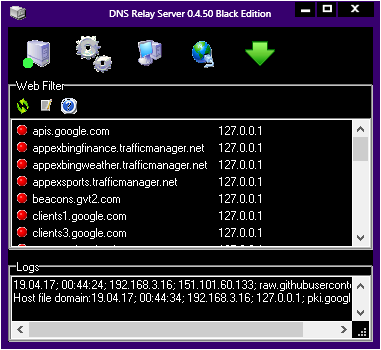 DNS Relay Server 0.4.50 Black Edition
Web Filter
apis.google.com 127.0.0.1
appexbingfinance.trafficmanager.net 127.0.0.1
appexbingweather.trafficmanager.net 127.0.0.1
appexsports.trafficmanager.net 127.0.0.1
beacons.gvt2.com 127.0.0.1
clients1.google.com 127.0.0.1
clients3.google.com 127.0.0.1
Logs
19.04.17; 00:44:24; 192.168.3.16; 151.101.60.133; raw.githubuserconte
Host file domain:19.04.17; 00:44:34; 192.168.3.16; 127.0.0.1; pki.googl